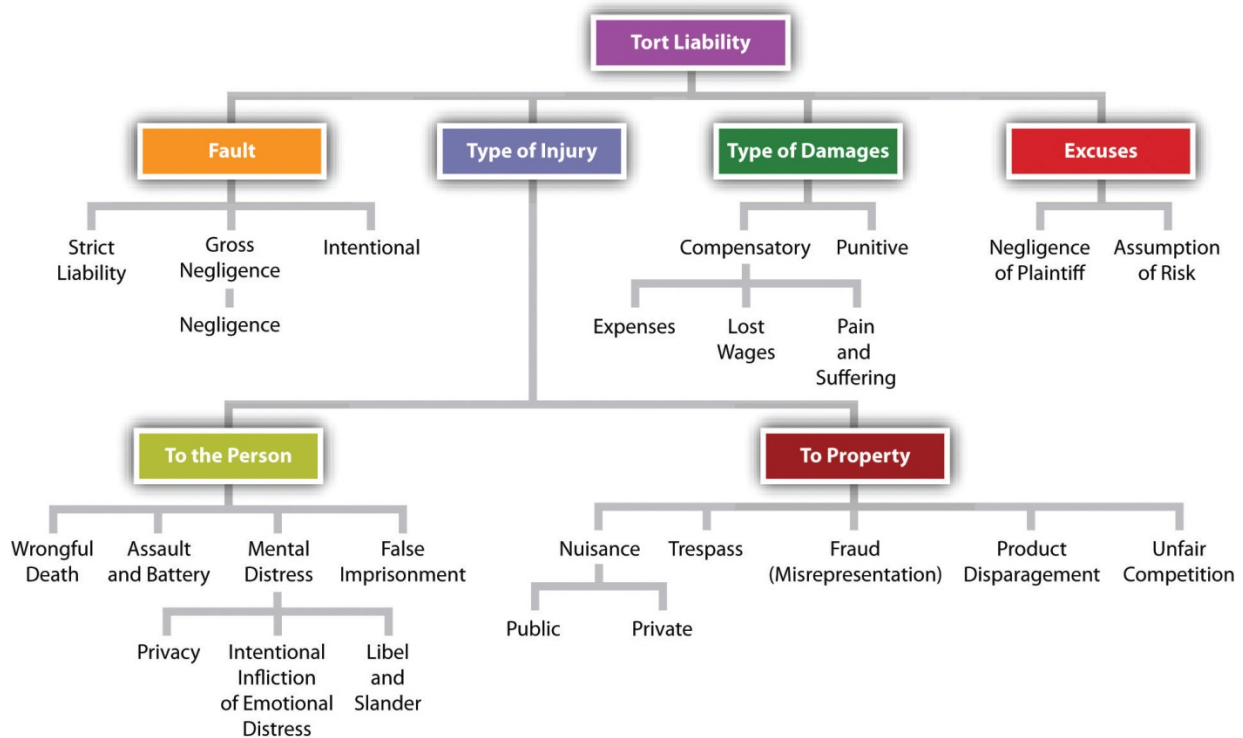 Tort Liability
Fault
Type of Injury
Type of Damages
Excuses
Strict
Liability
Gross
Negligence
Intentional
Negligence
Compensatory
Punitive
Negligence
of Plaintiff
Assumption
of Risk
Expenses
Lost
Wages
Pain
and
Suffering
To the Person
To Property
Wrongful
Death
Assault
and Battery
Mental
Distress
False
Imprisonment
Privacy
Intentional
Infliction
of Emotional
Distress
Libel
and
Slander
Nuisance
Trespass
Fraud
(Misrepresentation)
Product
Disparagement
Unfair
Competition
Public
Private